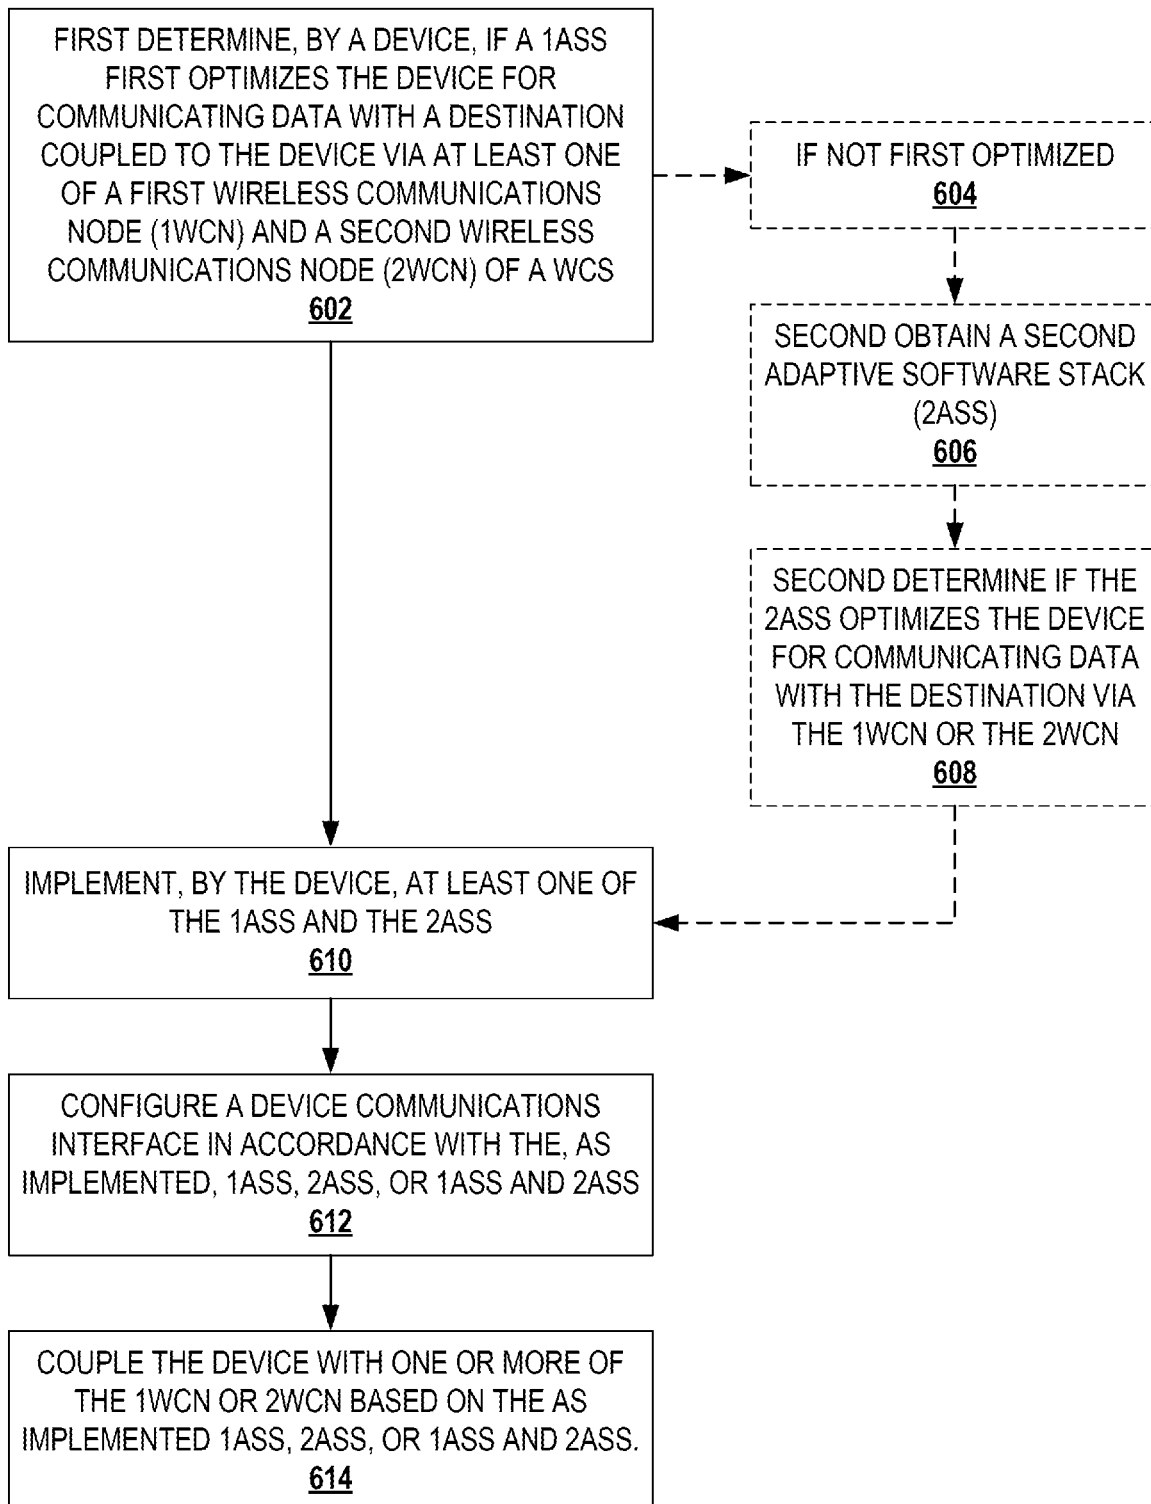 FIRST DETERMINE, BY A DEVICE, IF A 1ASS
FIRST OPTIMIZES THE DEVICE FOR
COMMUNICATING DATA WITH A DESTINATION
COUPLED TO THE DEVICE VIA AT LEAST ONE
OF A FIRST WIRELESS COMMUNICATIONS
NODE (1WCN) AND A SECOND WIRELESS
COMMUNICATIONS NODE (2WCN) OF A WCS
602
IF NOT FIRST OPTIMIZED
604
SECOND OBTAIN A SECOND
ADAPTIVE SOFTWARE STACK
(2ASS)
606
SECOND DETERMINE IF THE
2ASS OPTIMIZES THE DEVICE
FOR COMMUNICATING DATA
WITH THE DESTINATION VIA
THE 1WCN OR THE 2WCN
608
IMPLEMENT, BY THE DEVICE, AT LEAST ONE OF
THE 1ASS AND THE 2ASS
610
CONFIGURE A DEVICE COMMUNICATIONS
INTERFACE IN ACCORDANCE WITH THE, AS
IMPLEMENTED, 1ASS, 2ASS, OR 1ASS AND 2ASS
612
COUPLE THE DEVICE WITH ONE OR MORE OF
THE 1WCN OR 2WCN BASED ON THE AS
IMPLEMENTED 1ASS, 2ASS, OR 1ASS AND 2ASS.
614